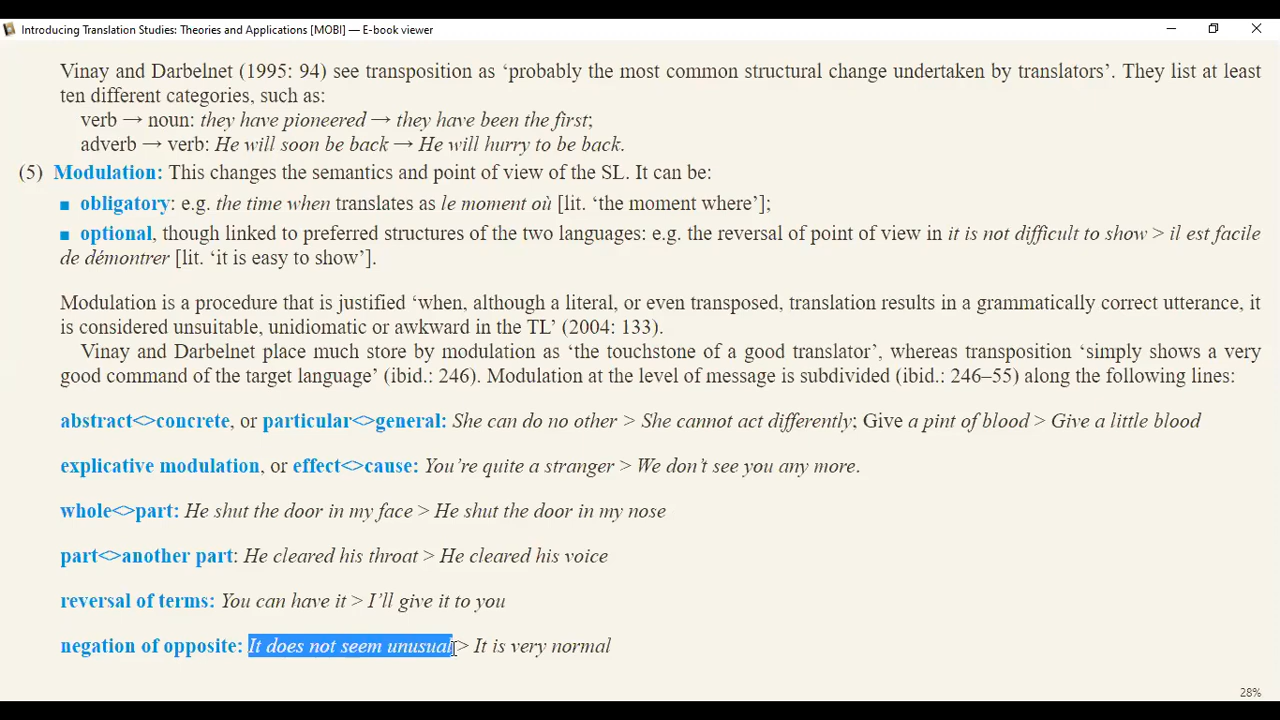 Introducing Translation Studies: Theories and Applications [MOBI] — E-book viewer
Vinay and Darbelnet (1995: 94) see transposition as ‘probably the most common structural change undertaken by translators’. They list at least
ten different categories, such as:
verb → noun: they have pioneered → they have been the first;
adverb → verb: He will soon be back → He will hurry to be back.
(5) Modulation: This changes the semantics and point of view of the SL. It can be:
■ obligatory: e.g. the time when translates as le moment où [lit. ‘the moment where’];
■ optional, though linked to preferred structures of the two languages: e.g. the reversal of point of view in it is not difficult to show > il est facile
de démontrer [lit. ‘it is easy to show’].
Modulation is a procedure that is justified ‘when, although a literal, or even transposed, translation results in a grammatically correct utterance, it
is considered unsuitable, unidiomatic or awkward in the TL’ (2004: 133).
Vinay and Darbelnet place much store by modulation as ‘the touchstone of a good translator’, whereas transposition ‘simply shows a very
good command of the target language’ (ibid.: 246). Modulation at the level of message is subdivided (ibid.: 246–55) along the following lines:
abstract<>concrete, or particular<>general: She can do no other > She cannot act differently; Give a pint of blood > Give a little blood
explicative modulation, or effect<>cause: You’re quite a stranger > We don’t see you any more.
whole<>part: He shut the door in my face > He shut the door in my nose
part<>another part: He cleared his throat > He cleared his voice
reversal of terms: You can have it > I’ll give it to you
negation of opposite: It does not seem unusual > It is very normal
28%